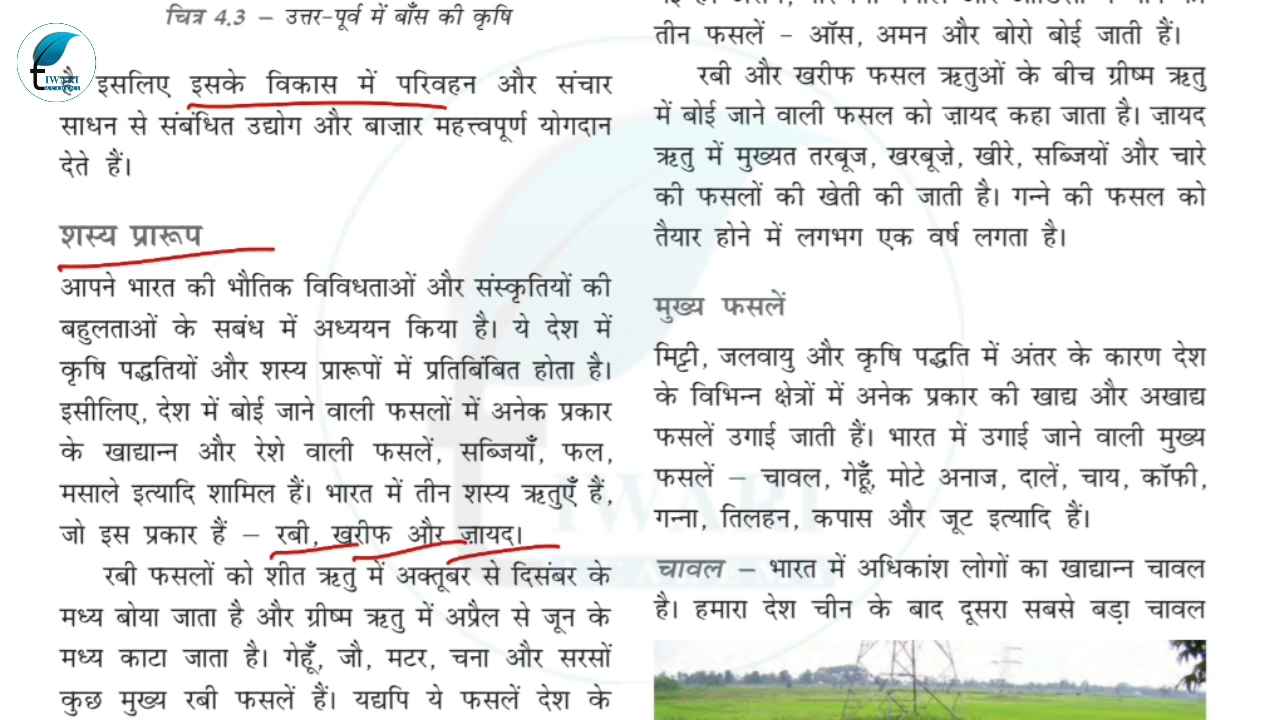 चित्र 4.3 – उत्तर-पूर्व में बाँस की कृषि
है इसलिए इसके विकास में परिवहन और संचार
साधन से संबंधित उद्योग और बाज़ार महत्त्वपूर्ण योगदान
देते हैं।
शस्य प्रारूप
आपने भारत की भौतिक विविधताओं और संस्कृतियों की
बहुलताओं के सबंध में अध्ययन किया है। ये देश में
कृषि पद्धतियों और शस्य प्रारूपों में प्रतिबिंबित होता है।
इसीलिए, देश में बोई जाने वाली फसलों में अनेक प्रकार
के खाद्यान्न और रेशे वाली फसलें, सब्जियाँ, फल,
मसाले इत्यादि शामिल हैं। भारत में तीन शस्य ऋतुएँ हैं,
जो इस प्रकार हैं – रबी, खरीफ और ज़ायद।
रबी फसलों को शीत ऋतु में अक्तूबर से दिसंबर के
मध्य बोया जाता है और ग्रीष्म ऋतु में अप्रैल से जून के
मध्य काटा जाता है। गेहूँ, जौ, मटर, चना और सरसों
कुछ मुख्य रबी फसलें हैं। यद्यपि ये फसलें देश के
तीन फसलें – ऑस, अमन और बोरो बोई जाती हैं।
रबी और खरीफ फसल ऋतुओं के बीच ग्रीष्म ऋतु
में बोई जाने वाली फसल को ज़ायद कहा जाता है। ज़ायद
ऋतु में मुख्यत तरबूज, खरबूजे, खीरे, सब्जियों और चारे
की फसलों की खेती की जाती है। गन्ने की फसल को
तैयार होने में लगभग एक वर्ष लगता है।
मुख्य फसलें
मिट्टी, जलवायु और कृषि पद्धति में अंतर के कारण देश
के विभिन्न क्षेत्रों में अनेक प्रकार की खाद्य और अखाद्य
फसलें उगाई जाती हैं। भारत में उगाई जाने वाली मुख्य
फसलें – चावल, गेहूँ, मोटे अनाज, दालें, चाय, कॉफी,
गन्ना, तिलहन, कपास और जूट इत्यादि हैं।
चावल – भारत में अधिकांश लोगों का खाद्यान्न चावल
है। हमारा देश चीन के बाद दूसरा सबसे बड़ा चावल
TIWARI
ACADEMY